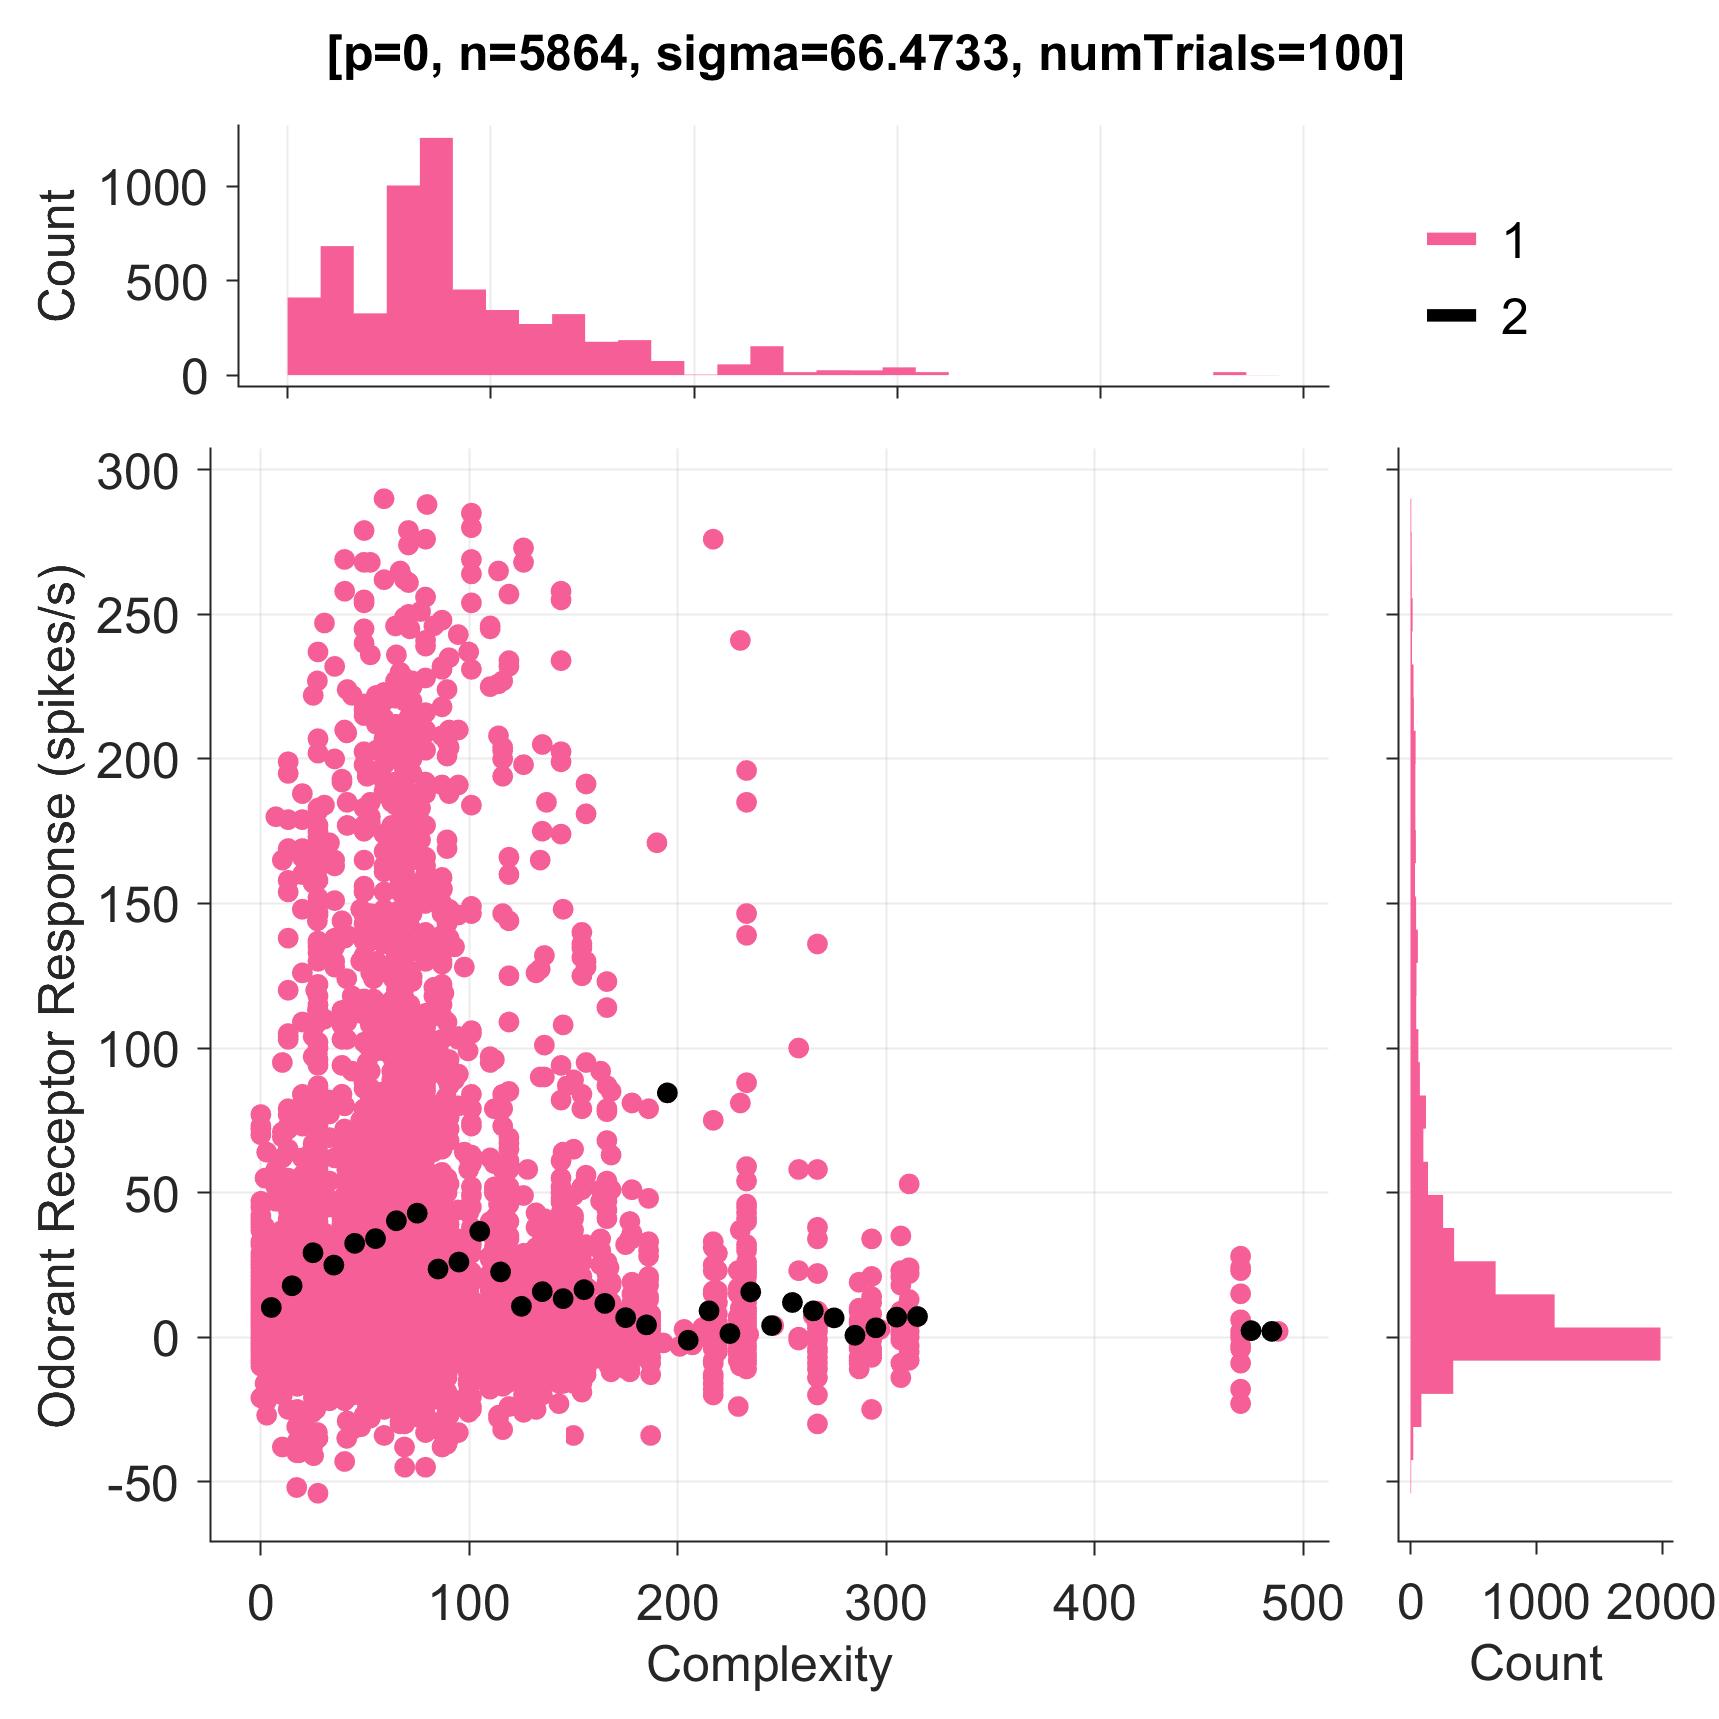 [p=0, n=5864, sigma=66.4733, numTrials=100]
Count
1000
500
0
1
2
Odorant Receptor Response (spikes/s)
300
250
200
150
100
50
0
-50
0 100 200 300 400 500
Complexity
0 1000 2000
Count